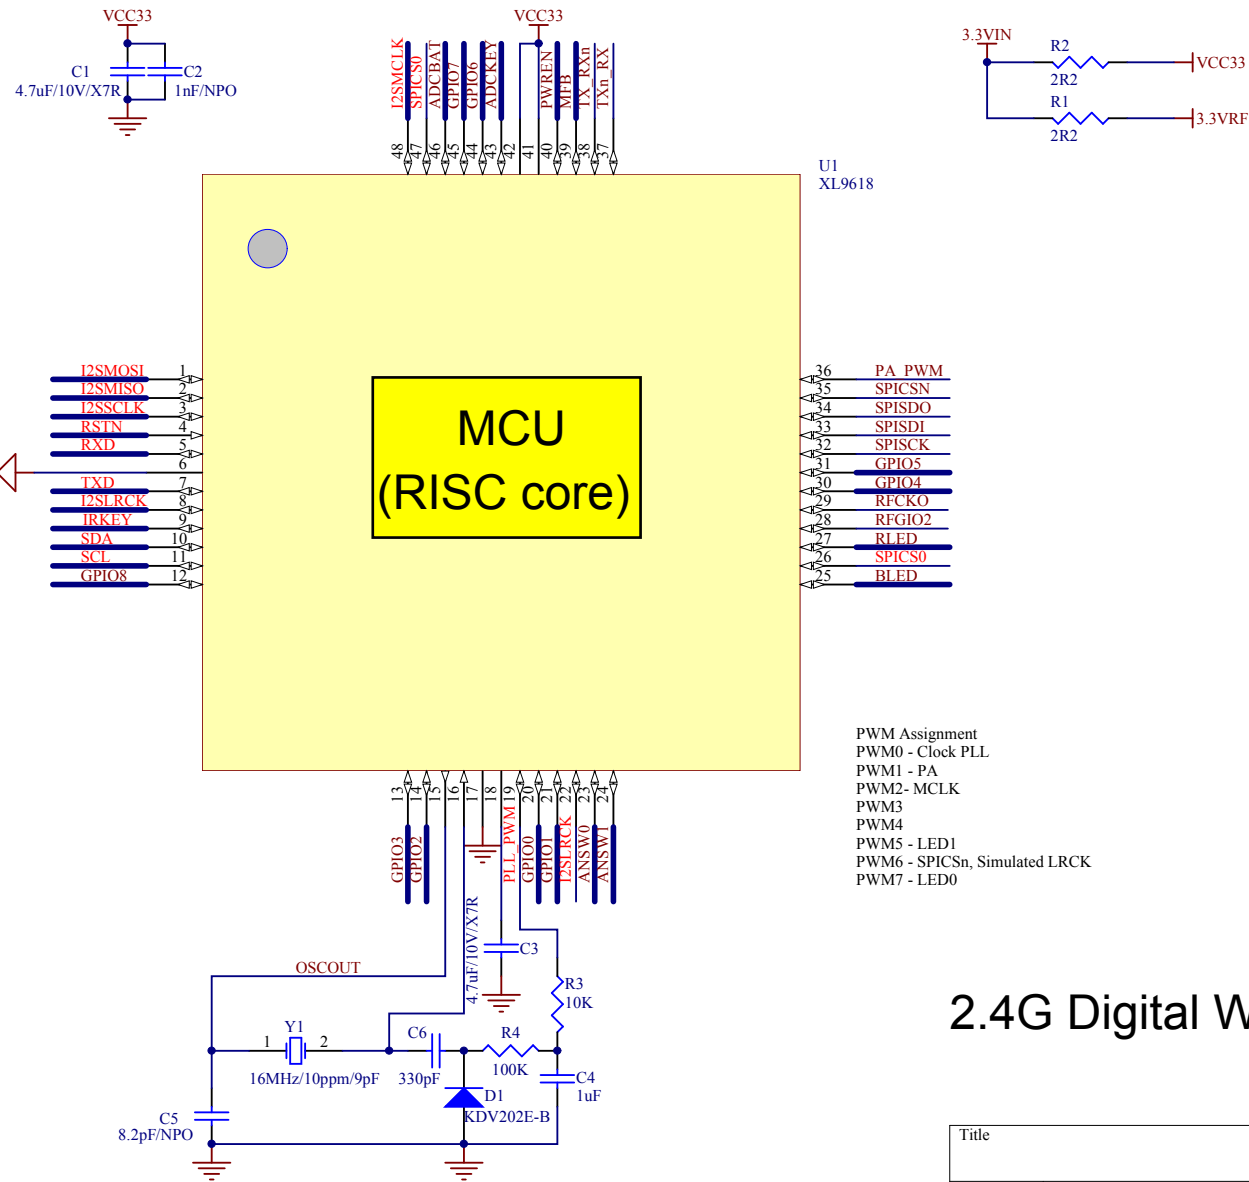 VCC33
C1
4.7uF/10V/X7R
C2
1nF/NPO
I2SMCLK
SPICS0
ADCBAT
GPIO7
GPIO6
ADCKEY
VCC33
PWREN
MFB
TX_RXn
TXn_RX
48
47
46
45
44
43
42
41
40
39
38
37
3.3VIN
R2
2R2
VCC33
R1
2R2
3.3VRF
U1
XL9618
I2SMOSI 1
I2SMISO 2
I2SSCLK 3
RSTN 4
RXD 5
6
TXD 7
I2SLRCK 8
IRKEY 9
SDA 10
SCL 11
GPIO8 12
MCU
(RISC core)
36 PA_PWM
35 SPICSN
34 SPISDO
33 SPISDI
32 SPISCK
31 GPIO5
30 GPIO4
29 RFCKO
28 RFGIO2
27 RLED
26 SPICS0
25 BLED
13
14
15
16
17
18
19
20
21
22
23
24
GPIO3
GPIO2
PLL_PWM
GPIO0
GPIO1
I2SLRCK
ANSW0
ANSW1
PWM Assignment
PWM0 - Clock PLL
PWM1 - PA
PWM2- MCLK
PWM3
PWM4
PWM5 - LED1
PWM6 - SPICSn, Simulated LRCK
PWM7 - LED0
4.7uF/10V/X7R
C3
OSCOUT
R3
10K
Y1
1 2
16MHz/10ppm/9pF
C6
330pF
R4
100K
C4
1uF
D1
KDV202E-B
C5
8.2pF/NPO
2.4G Digital W
Title